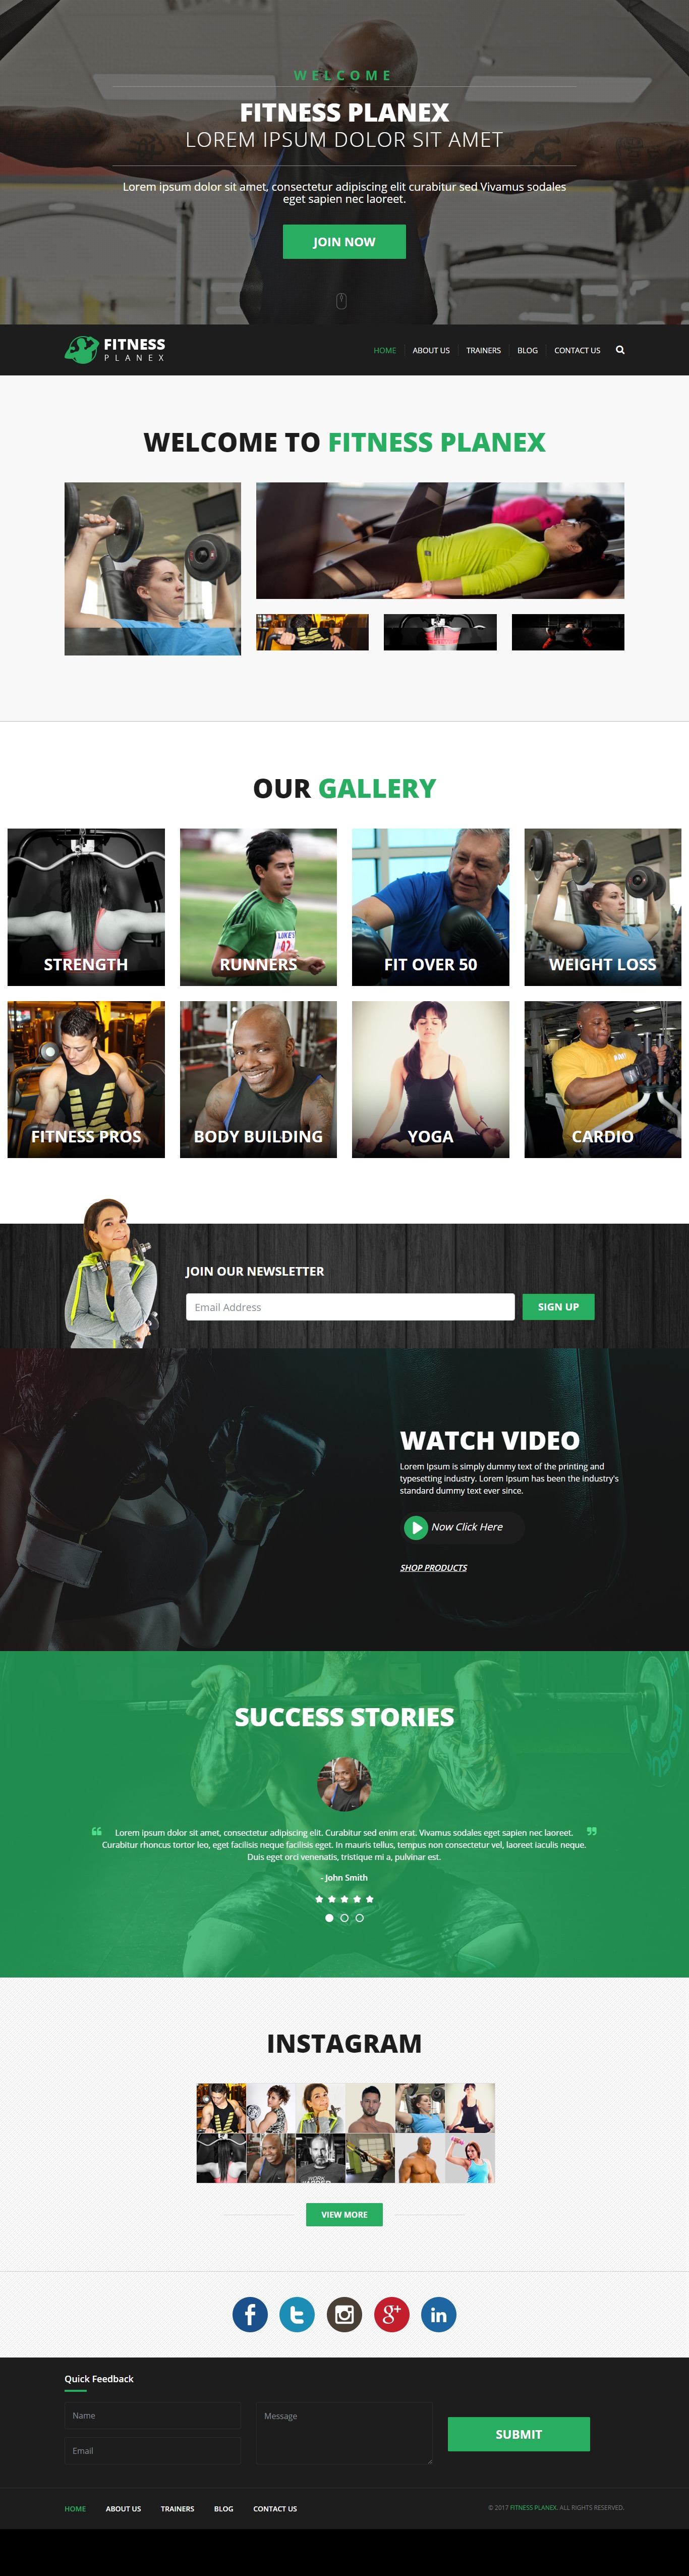 WELCOME
FITNESS PLANEX
LOREM IPSUM DOLOR SIT AMET
Lorem ipsum dolor sit amet, consectetur adipiscing elit curabitur sed Vivamus sodales
eget sapien nec laoreet.
JOIN NOW
FITNESS
PLANEX
HOME
ABOUT US
TRAINERS
BLOG
CONTACT US
WELCOME TO FITNESS PLANEX
OUR GALLERY
STRENGTH
RUNNERS
FIT OVER 50
WEIGHT LOSS
FITNESS PROS
BODY BUILDING
YOGA
CARDIO
JOIN OUR NEWSLETTER
Email Address
SIGN UP
WATCH VIDEO
Lorem Ipsum is simply dummy text of the printing and
typesetting industry. Lorem Ipsum has been the industry's
standard dummy text ever since.
Now Click Here
SHOP PRODUCTS
SUCCESS STORIES
“ Lorem ipsum dolor sit amet, consectetur adipiscing elit. Curabitur sed enim erat. Vivamus sodales eget sapien nec laoreet. ”
Curabitur rhoncus tortor leo, eget facilisis neque facilisis eget. In mauris tellus, tempus non consectetur vel, laoreet iaculis neque.
Duis eget orci venenatis, tristique mi a, pulvinar est.
- John Smith
INSTAGRAM
VIEW MORE
Quick Feedback
Name
Message
Email
SUBMIT
HOME
ABOUT US
TRAINERS
BLOG
CONTACT US
© 2017 FITNESS PLANEX. ALL RIGHTS RESERVED.